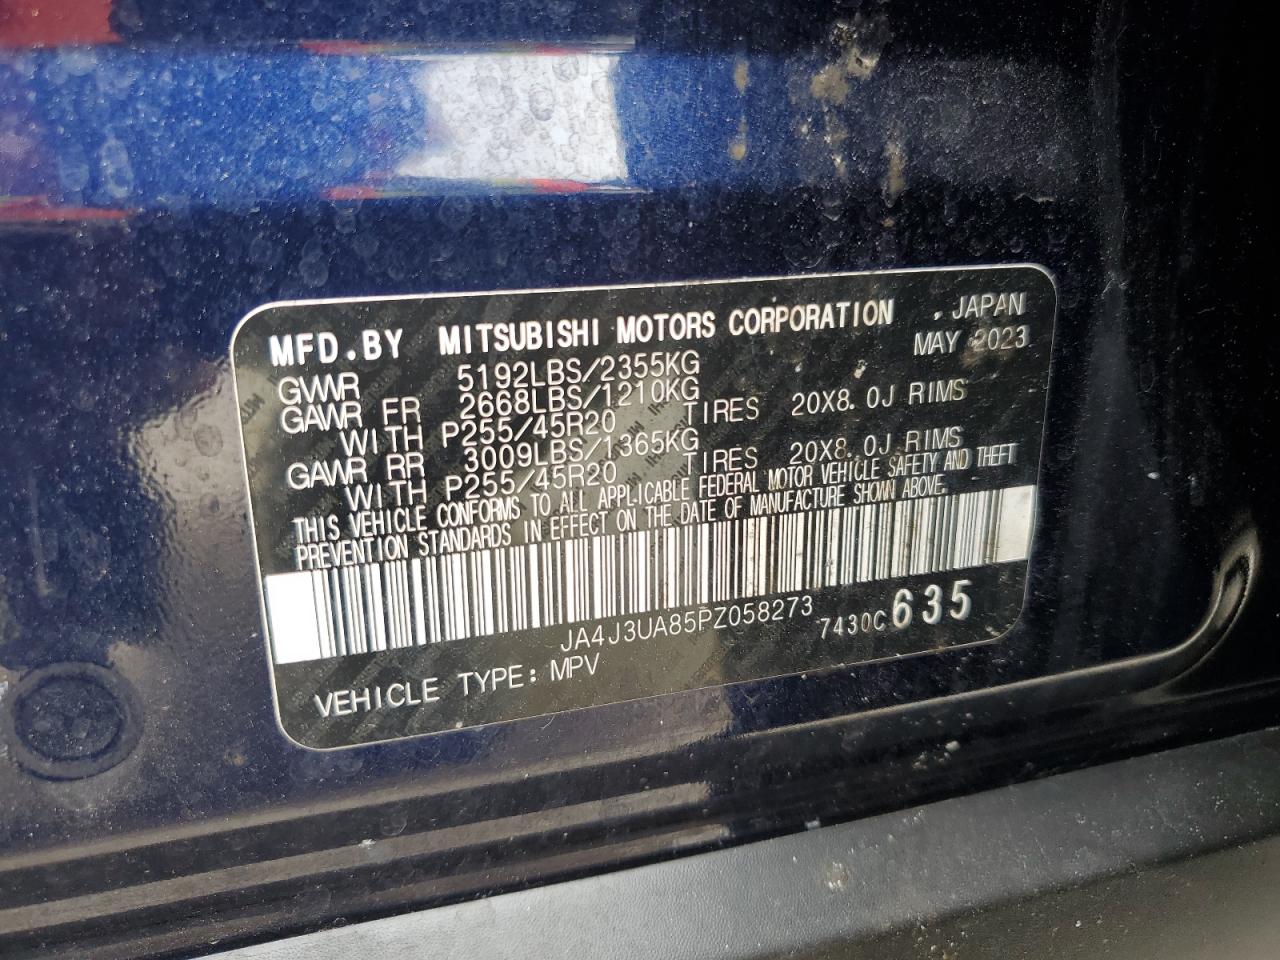 MFD.BY MITSUBISHI MOTORS CORPORATION . JAPAN
MAY 2023
GVWR 5192LBS/2355KG
GAWR FR 2668LBS/1210KG
WITH P255/45R20 TIRES 20X8.0J RIMS
GAWR RR 3009LBS/1365KG
WITH P255/45R20 TIRES 20X8.0J RIMS
THIS VEHICLE CONFORMS TO ALL APPLICABLE FEDERAL MOTOR VEHICLE SAFETY AND THEFT
PREVENTION STANDARDS IN EFFECT ON THE DATE OF MANUFACTURE SHOWN ABOVE.
JA4J3UA85PZ058273 7430C 635
VEHICLE TYPE: MPV